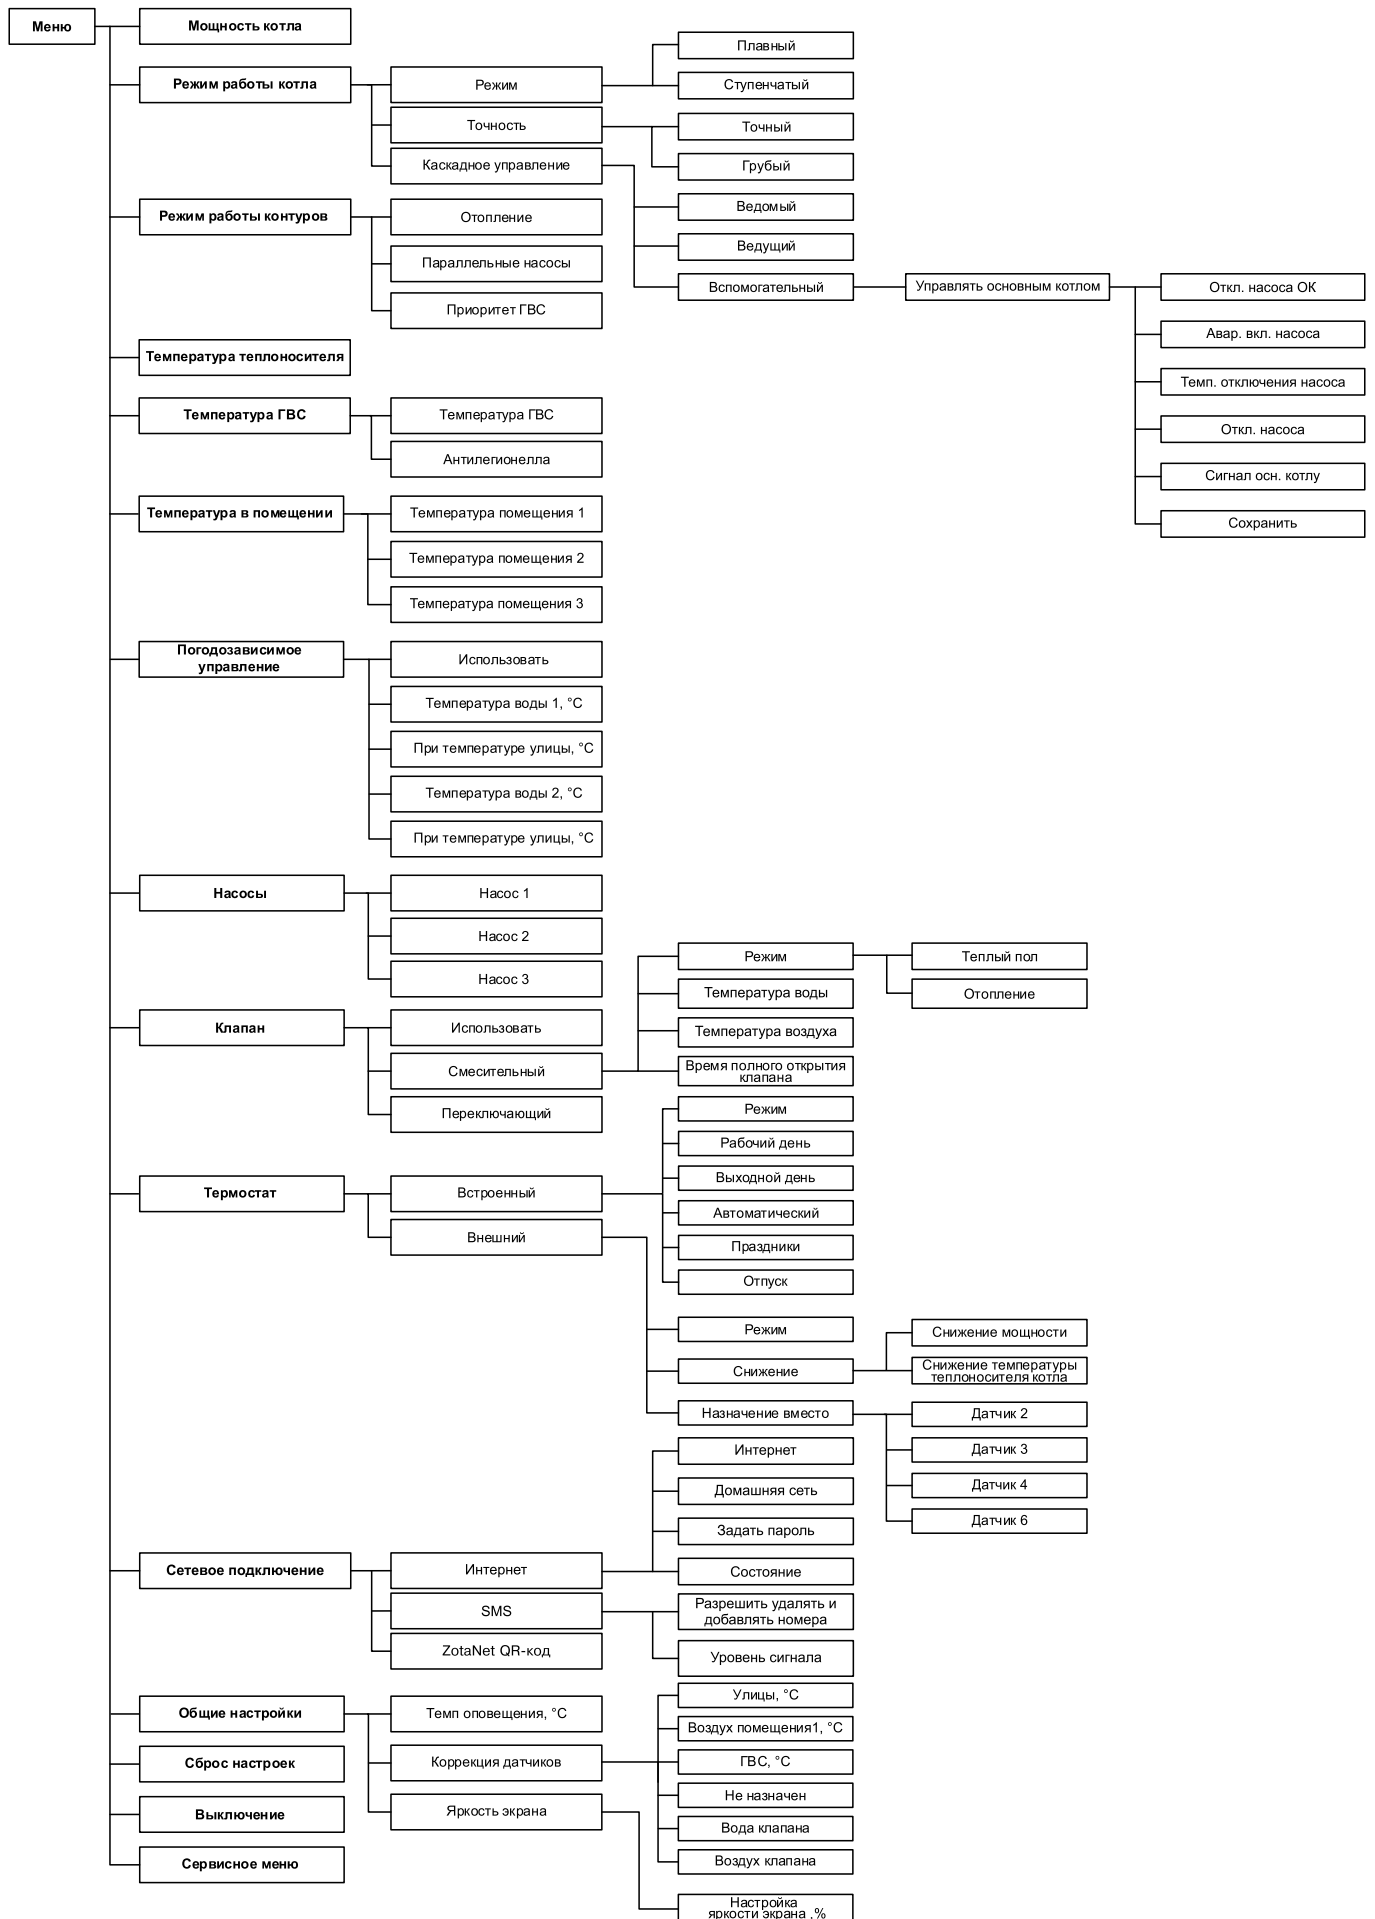 Меню
Мощность котла
Режим работы котла
Режим
Плавный
Ступенчатый
Точность
Точный
Грубый
Каскадное управление
Ведомый
Ведущий
Вспомогательный
Управлять основным котлом
Откл. насоса ОК
Авар. вкл. насоса
Темп. отключения насоса
Откл. насоса
Сигнал осн. котлу
Сохранить
Режим работы контуров
Отопление
Параллельные насосы
Приоритет ГВС
Температура теплоносителя
Температура ГВС
Температура ГВС
Антилегионелла
Температура в помещении
Температура помещения 1
Температура помещения 2
Температура помещения 3
Погодозависимое
управление
Использовать
Температура воды 1, °С
При температуре улицы, °С
Температура воды 2, °С
При температуре улицы, °С
Насосы
Насос 1
Насос 2
Насос 3
Клапан
Использовать
Смесительный
Режим
Теплый пол
Отопление
Температура воды
Температура воздуха
Время полного открытия
клапана
Переключающий
Термостат
Встроенный
Режим
Рабочий день
Выходной день
Автоматический
Праздники
Отпуск
Внешний
Режим
Снижение
Снижение мощности
Снижение температуры
теплоносителя котла
Назначение вместо
Датчик 2
Датчик 3
Датчик 4
Датчик 6
Сетевое подключение
Интернет
Интернет
Домашняя сеть
Задать пароль
Состояние
SMS
Разрешить удалять и
добавлять номера
Уровень сигнала
ZotaNet QR-код
Общие настройки
Темп оповещения, °С
Коррекция датчиков
Улицы, °С
Воздух помещения1, °С
ГВС, °С
Не назначен
Вода клапана
Воздух клапана
Яркость экрана
Настройка
яркости экрана ,%
Сброс настроек
Выключение
Сервисное меню